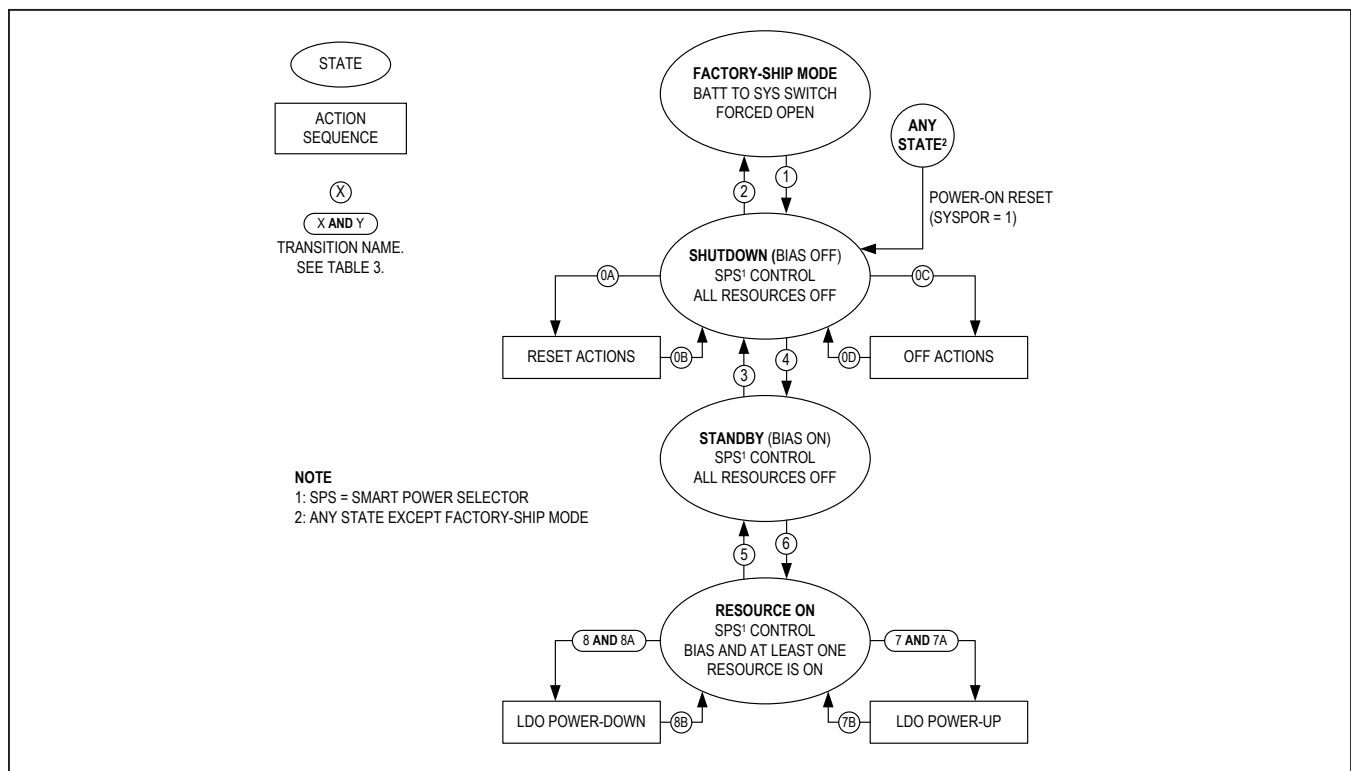 STATE
ACTION
SEQUENCE
X
X AND Y
TRANSITION NAME.
SEE TABLE 3.
FACTORY-SHIP MODE
BATT TO SYS SWITCH
FORCED OPEN
ANY
STATE²
POWER-ON RESET
(SYSPOR = 1)
2
1
SHUTDOWN (BIAS OFF)
SPS¹ CONTROL
ALL RESOURCES OFF
0A
0C
RESET ACTIONS
0B
0D
OFF ACTIONS
3
4
STANDBY (BIAS ON)
SPS¹ CONTROL
ALL RESOURCES OFF
NOTE
1: SPS = SMART POWER SELECTOR
2: ANY STATE EXCEPT FACTORY-SHIP MODE
5
6
RESOURCE ON
SPS¹ CONTROL
BIAS AND AT LEAST ONE
RESOURCE IS ON
8 AND 8A
7 AND 7A
LDO POWER-DOWN
8B
7B
LDO POWER-UP